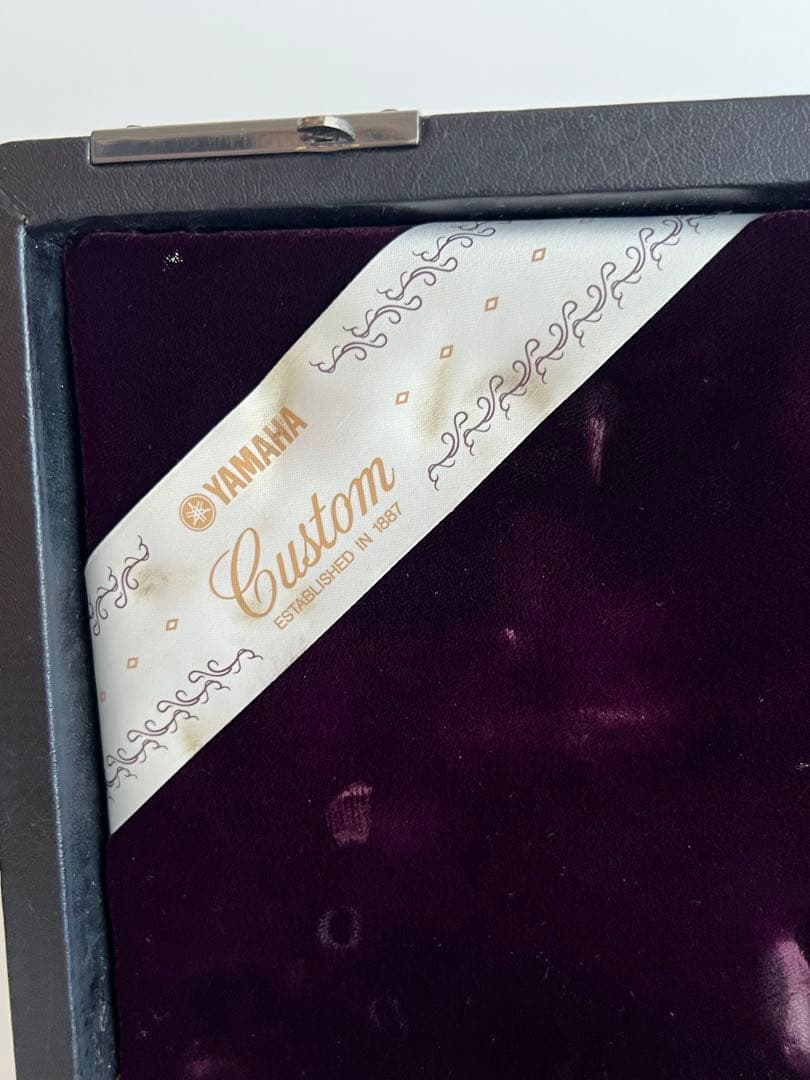 YAMAHA
Custom
ESTABLISHED IN 1887